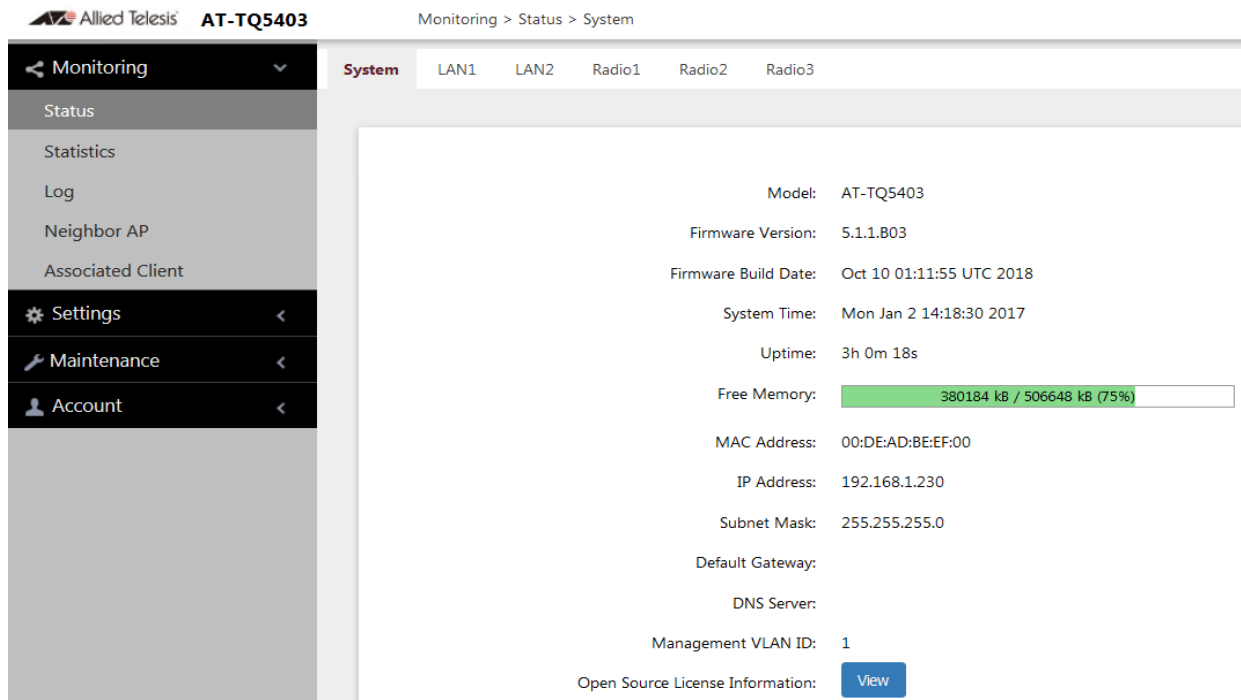 Allied Telesis AT-TQ5403 Monitoring > Status > System
Monitoring
Status
Statistics
Log
Neighbor AP
Associated Client
Settings
Maintenance
Account
System LAN1 LAN2 Radio1 Radio2 Radio3
Model: AT-TQ5403
Firmware Version: 5.1.1.B03
Firmware Build Date: Oct 10 01:11:55 UTC 2018
System Time: Mon Jan 2 14:18:30 2017
Uptime: 3h 0m 18s
Free Memory: 380184 kB / 506648 kB (75%)
MAC Address: 00:DE:AD:BE:EF:00
IP Address: 192.168.1.230
Subnet Mask: 255.255.255.0
Default Gateway:
DNS Server:
Management VLAN ID: 1
Open Source License Information: View